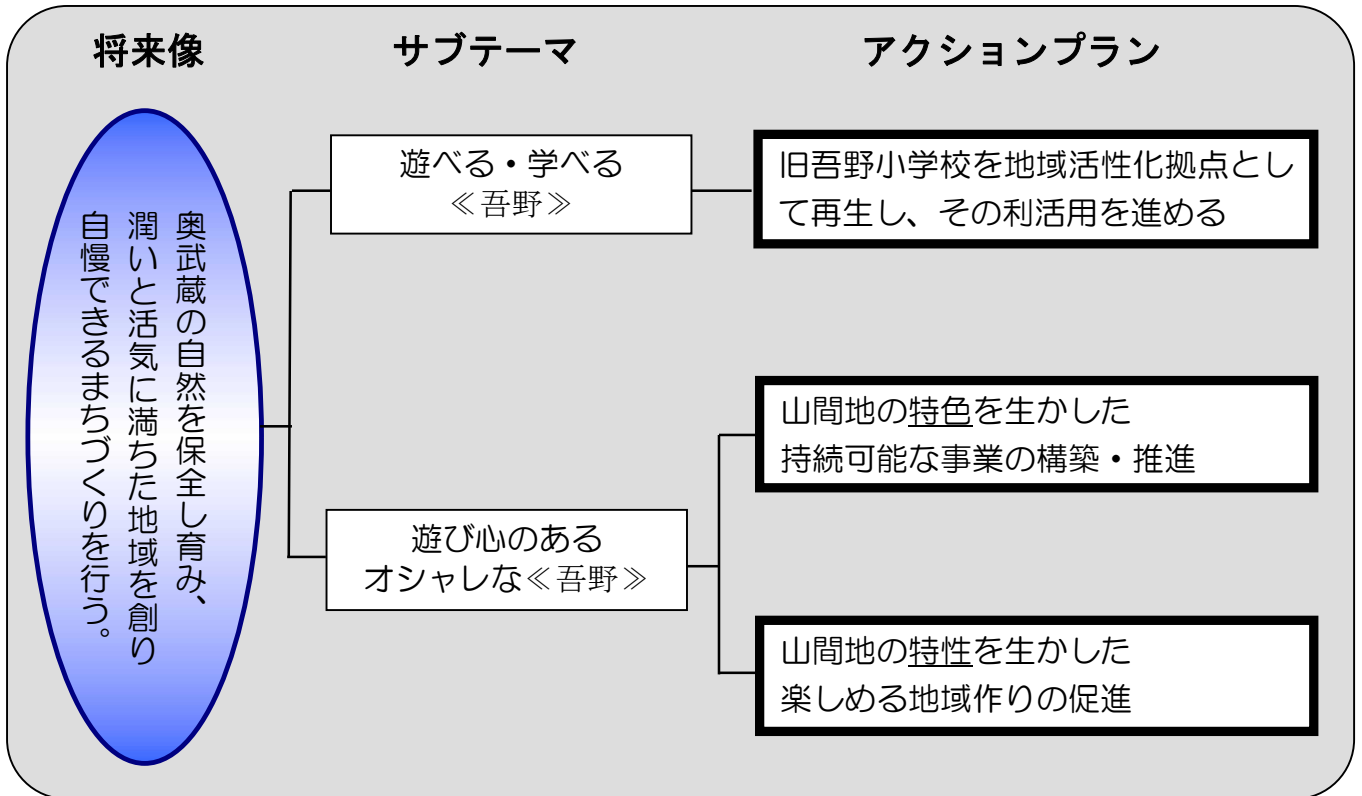 将来像
サブテーマ
アクションプラン
奥武蔵の自然を保全し育み、
潤いと活気に満ちた地域を創り
自慢できるまちづくりを行う。
遊べる・学べる
≪吾野≫
旧吾野小学校を地域活性化拠点とし
て再生し、その利活用を進める
遊び心のある
オシャレな≪吾野≫
山間地の特色を生かした
持続可能な事業の構築・推進
山間地の特性を生かした
楽しめる地域作りの促進